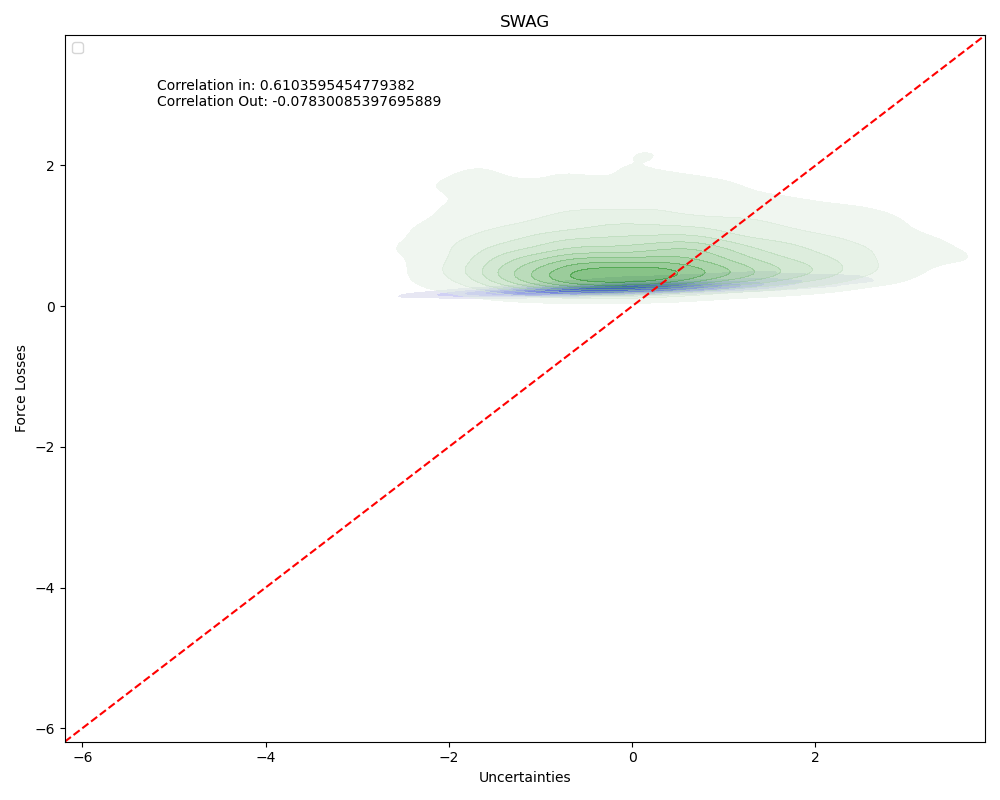 SWAG
Correlation in: 0.6103595454779382
Correlation Out: -0.07830085397695889
Force Losses
2
0
−2
−4
−6
−6
−4
−2
0
2
Uncertainties